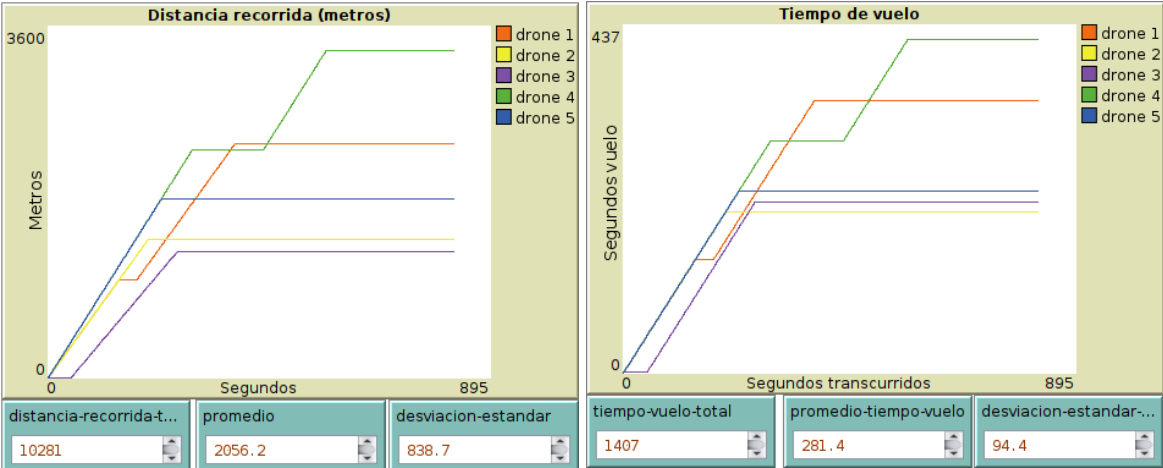 Distancia recorrida (metros)
3600
Metros
0
0
Segundos
895
drone 1
drone 2
drone 3
drone 4
drone 5
distancia-recorrida-t...
10281
promedio
2056.2
desviacion-estandar
838.7
Tiempo de vuelo
437
Segundos vuelo
0
0
Segundos transcurridos
895
drone 1
drone 2
drone 3
drone 4
drone 5
tiempo-vuelo-total
1407
promedio-tiempo-vuelo
281.4
desviacion-estandar-...
94.4